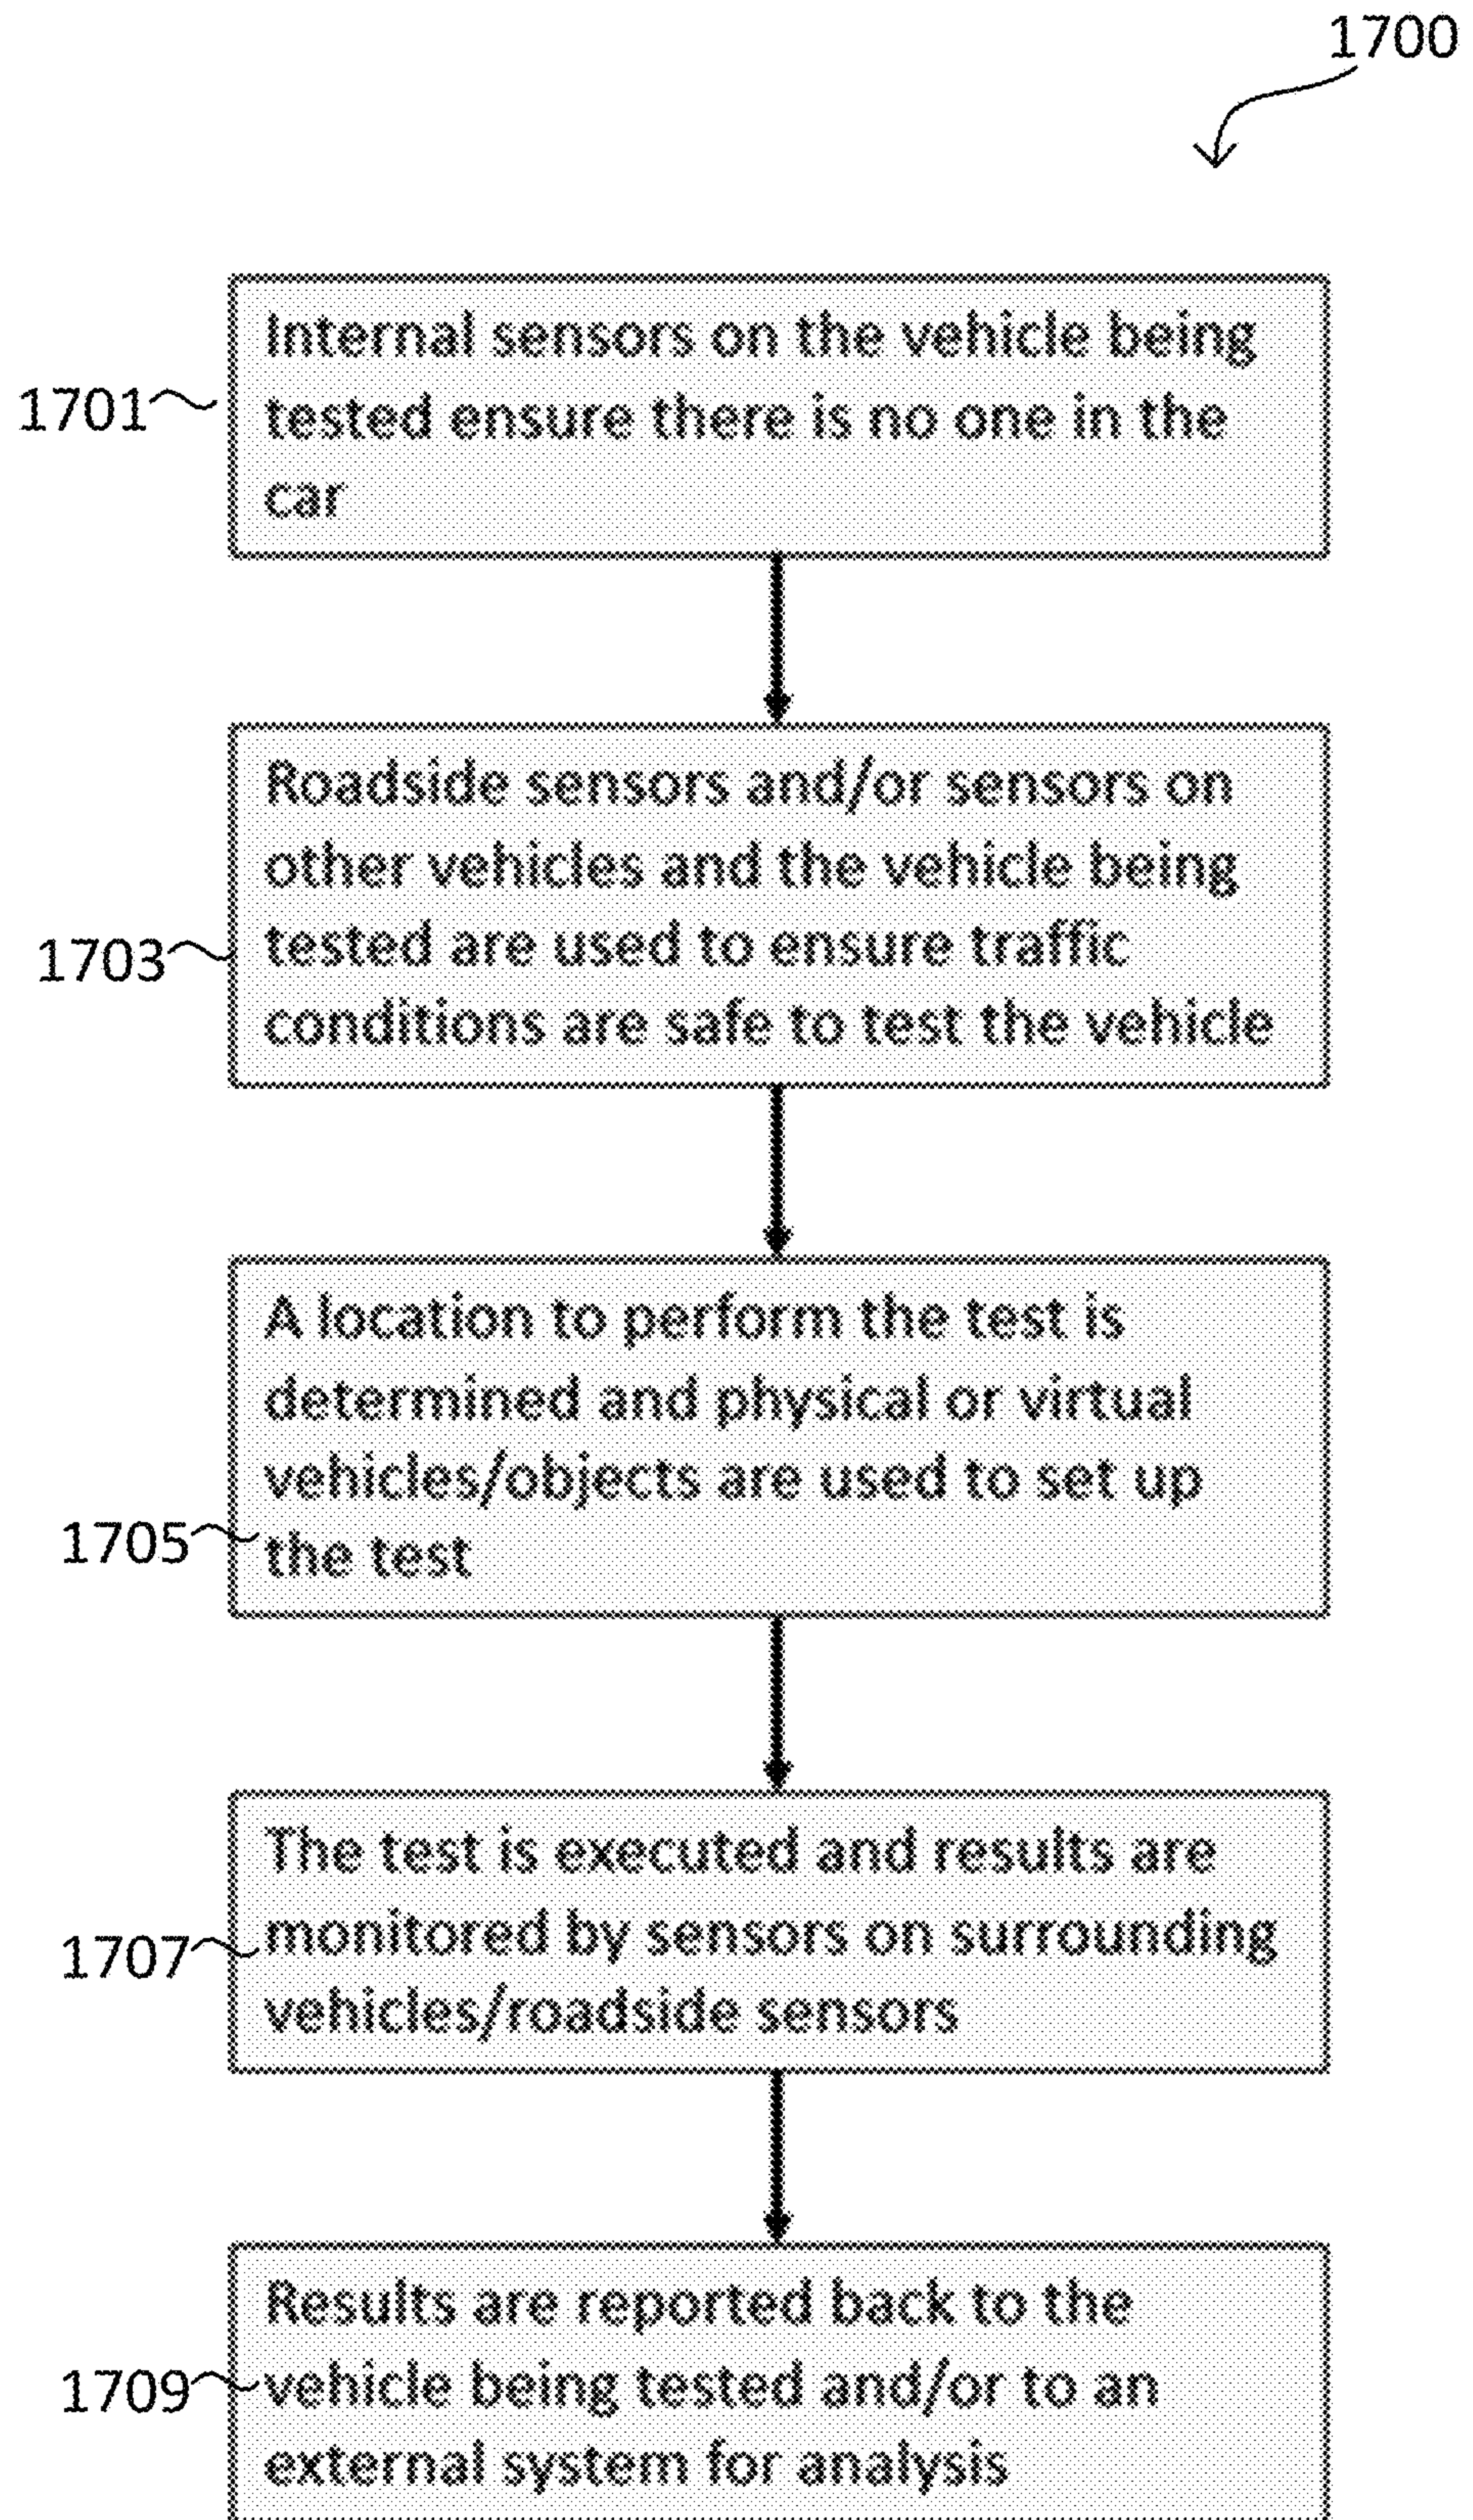 1700
Internal sensors on the vehicle being
1701 tested ensure there is no one in the
car
Roadside sensors and/or sensors on
other vehicles and the vehicle being
1703 tested are used to ensure traffic
conditions are safe to test the vehicle
A location to perform the test is
determined and physical or virtual
vehicles/objects are used to set up
1705 the test
The test is executed and results are
1707 monitored by sensors on surrounding
vehicles/roadside sensors
Results are reported back to the
1709 vehicle being tested and/or to an
external system for analysis